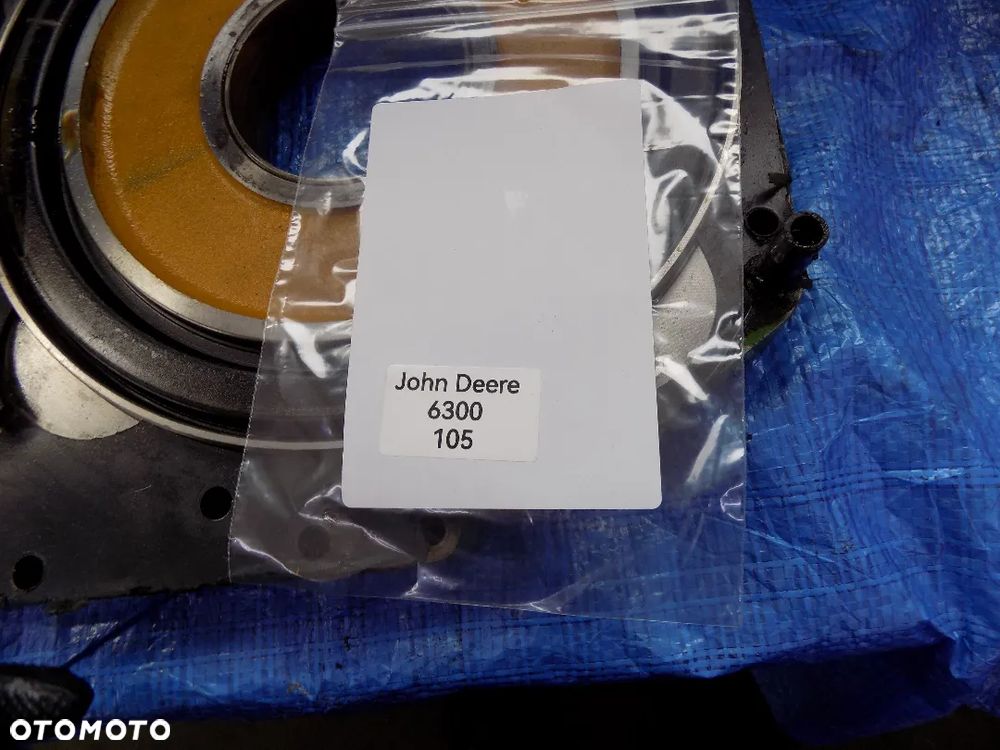 John Deere
6300
105
OTOMOTO